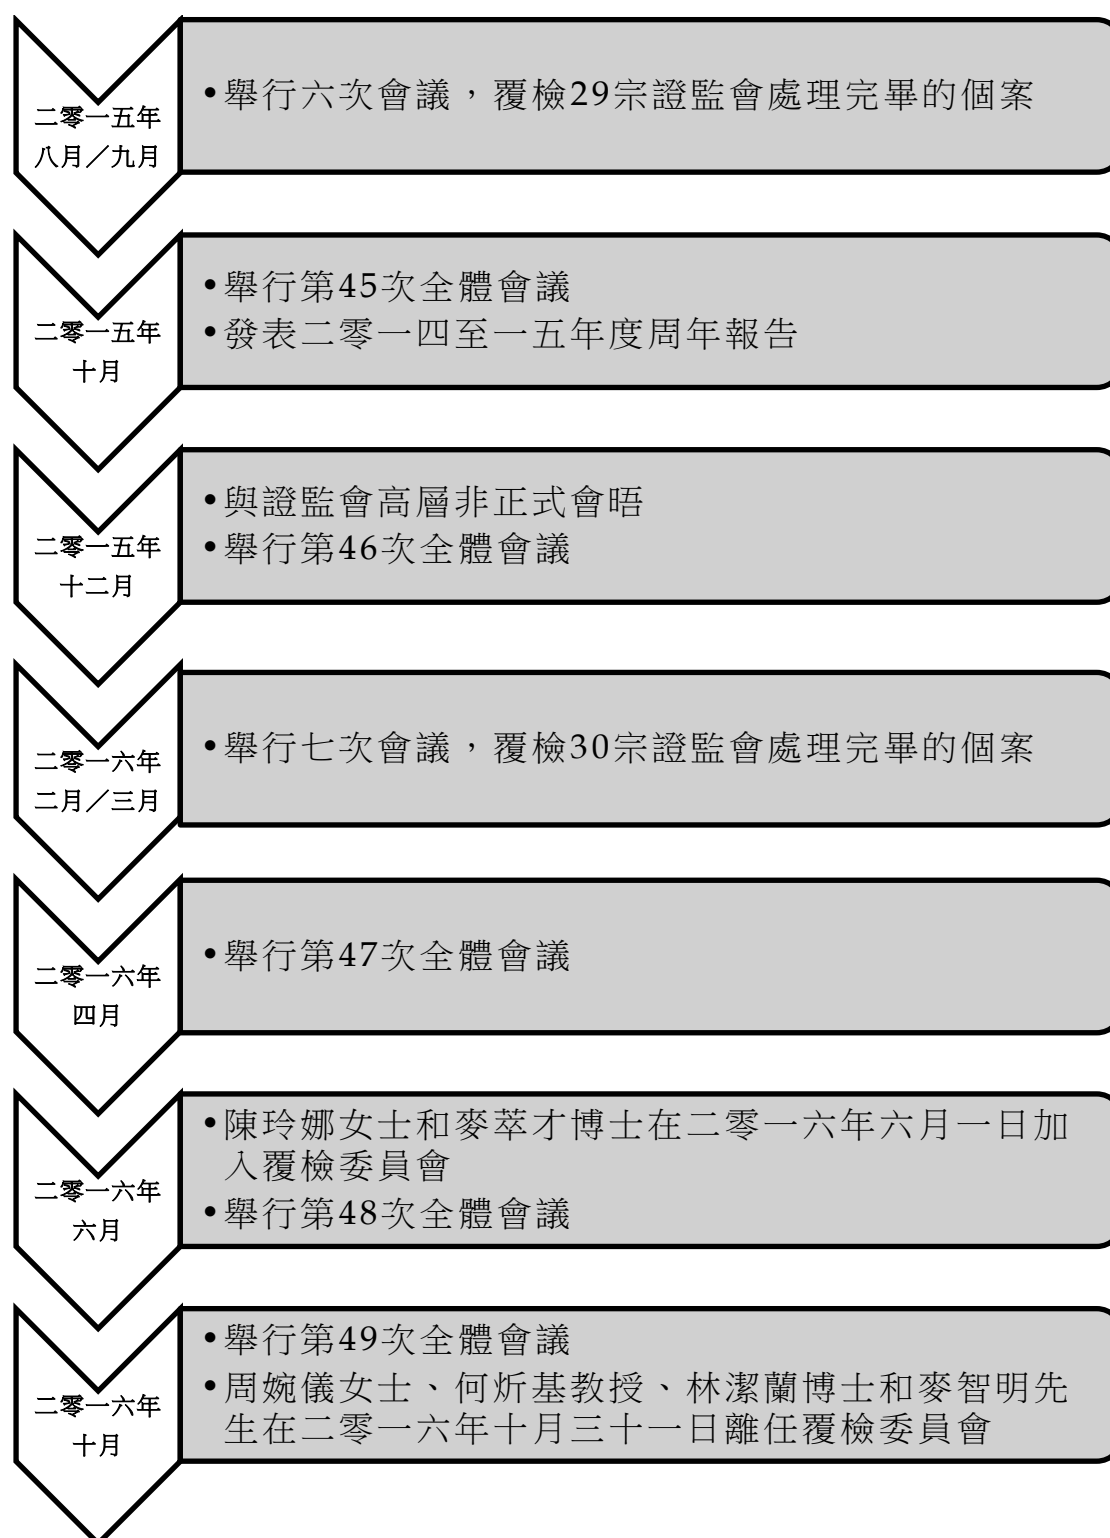 二零一五年
八月／九月
•舉行六次會議，覆檢29宗證監會處理完畢的個案
二零一五年
十月
•舉行第45次全體會議
•發表二零一四至一五年度周年報告
二零一五年
十二月
•與證監會高層非正式會晤
•舉行第46次全體會議
二零一六年
二月／三月
•舉行七次會議，覆檢30宗證監會處理完畢的個案
二零一六年
四月
•舉行第47次全體會議
二零一六年
六月
•陳玲娜女士和麥萃才博士在二零一六年六月一日加
入覆檢委員會
•舉行第48次全體會議
二零一六年
十月
•舉行第49次全體會議
•周婉儀女士、何炘基教授、林潔蘭博士和麥智明先
生在二零一六年十月三十一日離任覆檢委員會